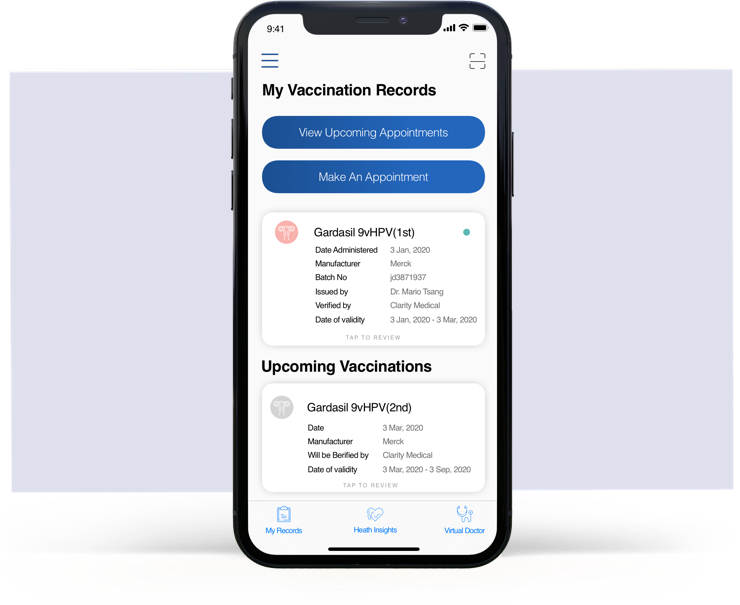 9:41
My Vaccination Records
View Upcoming Appointments
Make An Appointment
Gardasil 9vHPV(1st)
Date Administered 3 Jan, 2020
Manufacturer Merck
Batch No jd3871937
Issued by Dr. Mario Tsang
Verified by Clarity Medical
Date of validity 3 Jan, 2020 - 3 Mar, 2020
TAP TO REVIEW
Upcoming Vaccinations
Gardasil 9vHPV(2nd)
Date 3 Mar, 2020
Manufacturer Merck
Will be Berified by Clarity Medical
Date of validity 3 Mar, 2020 - 3 Sep, 2020
TAP TO REVIEW
My Records Heath Insights Virtual Doctor